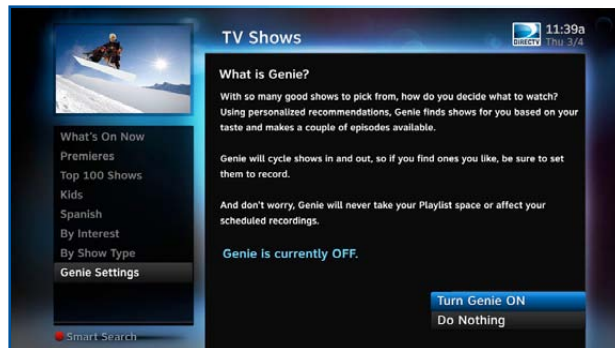 TV Shows
DIRECTV
11:39a
Thu 3/4
What's On Now
Premieres
Top 100 Shows
Kids
Spanish
By Interest
By Show Type
Genie Settings
Smart Search
What is Genie?
With so many good shows to pick from, how do you decide what to watch?
Using personalized recommendations, Genie finds shows for you based on your
taste and makes a couple of episodes available.
Genie will cycle shows in and out, so if you find ones you like, be sure to set
them to record.
And don't worry, Genie will never take your Playlist space or affect your
scheduled recordings.
Genie is currently OFF.
Turn Genie ON
Do Nothing